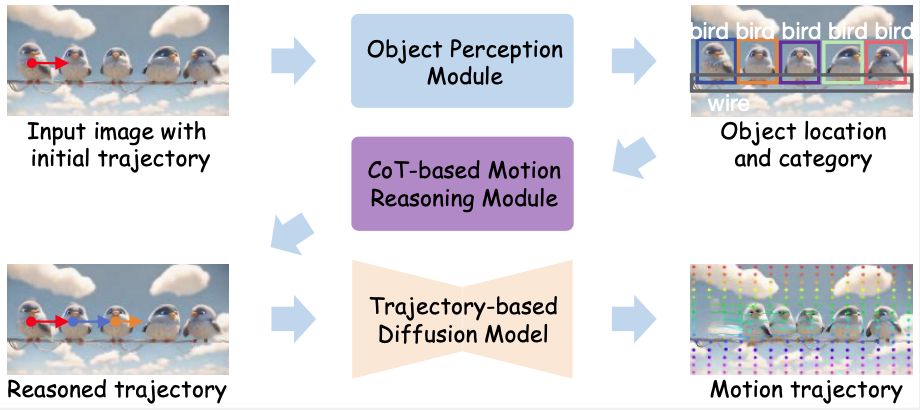 Object Perception
Module
bird bird bird bird bird
wire
Input image with
initial trajectory
Object location
and category
CoT-based Motion
Reasoning Module
Trajectory-based
Diffusion Model
Reasoned trajectory
Motion trajectory